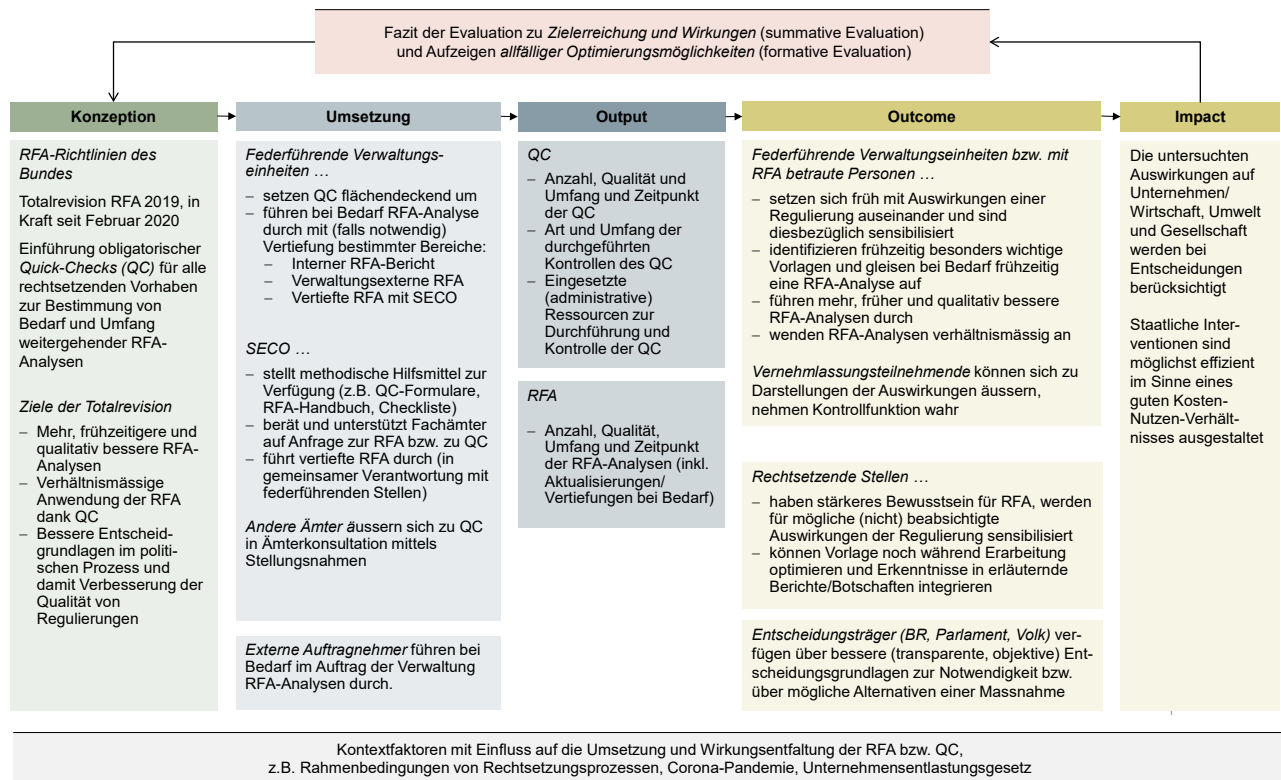 Fazit der Evaluation zu Zielerreichung und Wirkungen (summative Evaluation)
und Aufzeigen allfälliger Optimierungsmöglichkeiten (formative Evaluation)
Konzeption
RFA-Richtlinien des
Bundes
Totalrevision RFA 2019, in
Kraft seit Februar 2020
Einführung obligatorischer
Quick-Checks (QC) für alle
rechtsetzenden Vorhaben
zur Bestimmung von
Bedarf und Umfang
weitergehender RFA-
Analysen
Ziele der Totalrevision
– Mehr, frühzeitigere und
qualitativ bessere RFA-
Analysen
– Verhältnismässige
Anwendung der RFA
dank QC
– Bessere Entscheid-
grundlagen im politi-
schen Prozess und
damit Verbesserung der
Qualität von
Regulierungen
Umsetzung
Federführende Verwaltungs-
einheiten …
– setzen QC flächendeckend um
– führen bei Bedarf RFA-Analyse
durch mit (falls notwendig)
Vertiefung bestimmter Bereiche:
– Interner RFA-Bericht
– Verwaltungsexterne RFA
– Vertiefte RFA mit SECO
SECO …
– stellt methodische Hilfsmittel zur
Verfügung (z.B. QC-Formulare,
RFA-Handbuch, Checkliste)
– berät und unterstützt Fachämter
auf Anfrage zur RFA bzw. zu QC
– führt vertiefte RFA durch (in
gemeinsamer Verantwortung mit
federführenden Stellen)
Andere Ämter äussern sich zu QC
in Ämterkonsultation mittels
Stellungnahmen
Externe Auftragnehmer führen bei
Bedarf im Auftrag der Verwaltung
RFA-Analysen durch.
Output
QC
– Anzahl, Qualität und
Umfang und Zeitpunkt
der QC
– Art und Umfang der
durchgeführten
Kontrollen des QC
– Eingesetzte
(administrative)
Ressourcen zur
Durchführung und
Kontrolle der QC
RFA
– Anzahl, Qualität,
Umfang und Zeitpunkt
der RFA-Analysen (inkl.
Aktualisierungen/
Vertiefungen bei Bedarf)
Outcome
Federführende Verwaltungseinheiten bzw. mit
RFA betraute Personen …
– setzen sich früh mit Auswirkungen einer
Regulierung auseinander und sind
diesbezüglich sensibilisiert
– identifizieren frühzeitig besonders wichtige
Vorlagen und gleisen bei Bedarf frühzeitig
eine RFA-Analyse auf
– führen mehr, früher und qualitativ bessere
RFA-Analysen durch
– wenden RFA-Analysen verhältnismässig an
Vernehmlassungsteilnehmende können sich zu
Darstellungen der Auswirkungen äussern,
nehmen Kontrollfunktion wahr
Rechtsetzende Stellen …
– haben stärkeres Bewusstsein für RFA, werden
für mögliche (nicht) beabsichtigte
Auswirkungen der Regulierung sensibilisiert
– können Vorlage noch während Erarbeitung
optimieren und Erkenntnisse in erläuternde
Berichte/Botschaften integrieren
Entscheidungsträger (BR, Parlament, Volk) ver-
fügen über bessere (transparente, objektive) Ent-
scheidungsgrundlagen zur Notwendigkeit bzw.
über mögliche Alternativen einer Massnahme
Impact
Die untersuchten
Auswirkungen auf
Unternehmen/
Wirtschaft, Umwelt
und Gesellschaft
werden bei
Entscheidungen
berücksichtigt
Staatliche Inter-
ventionen sind
möglichst effizient
im Sinne eines
guten Kosten-
Nutzen-Verhält-
nisses ausgestaltet
Kontextfaktoren mit Einfluss auf die Umsetzung und Wirkungsentfaltung der RFA bzw. QC,
z.B. Rahmenbedingungen von Rechtsetzungsprozessen, Corona-Pandemie, Unternehmensentlastungsgesetz